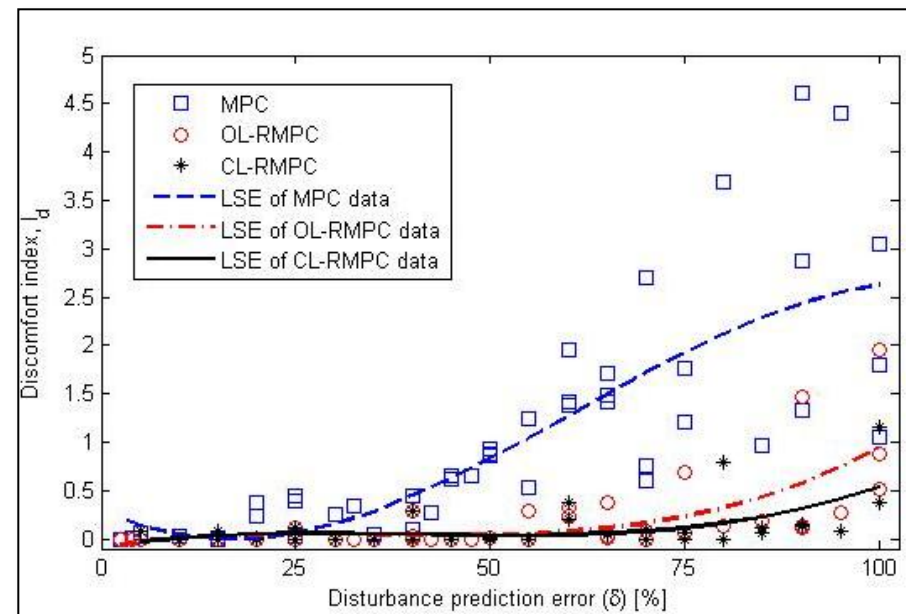 5
4.5
4
3.5
3
2.5
2
1.5
1
0.5
0
Discomfort index, I_d
MPC
OL-RMPC
CL-RMPC
LSE of MPC data
LSE of OL-RMPC data
LSE of CL-RMPC data
0 25 50 75 100
Disturbance prediction error (δ) [%]